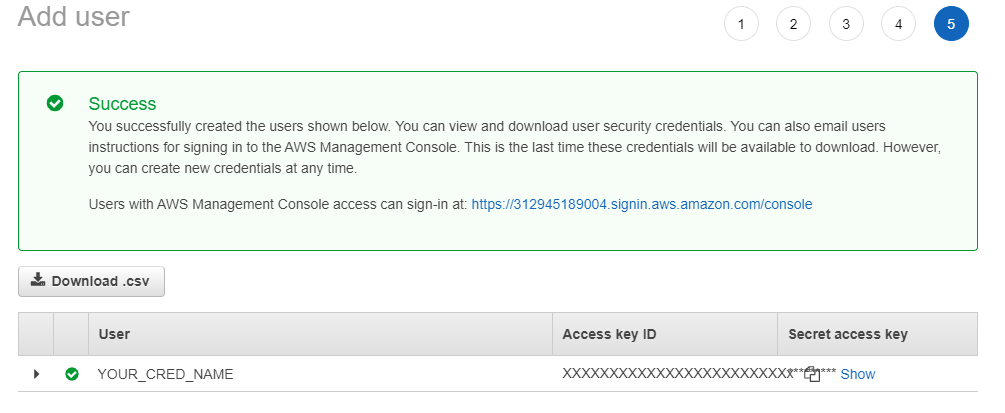 Add user
1 2 3 4 5
Success
You successfully created the users shown below. You can view and download user security credentials. You can also email users
instructions for signing in to the AWS Management Console. This is the last time these credentials will be available to download. However,
you can create new credentials at any time.
Users with AWS Management Console access can sign-in at: https://312945189004.signin.aws.amazon.com/console
Download .csv
User Access key ID Secret access key
YOUR_CRED_NAME XXXXXXXXXXXXXXXXXXXXXXXXX ********* Show